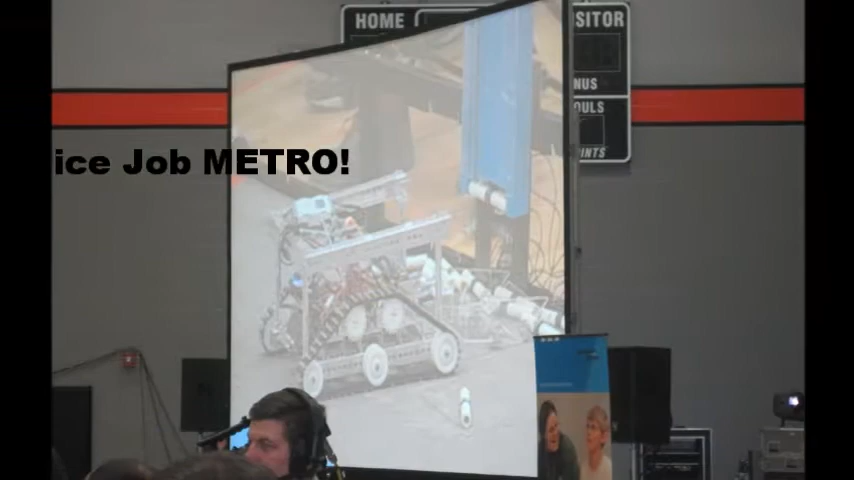 HOME
SITOR
NUS
OULS
INTS
ice Job METRO!